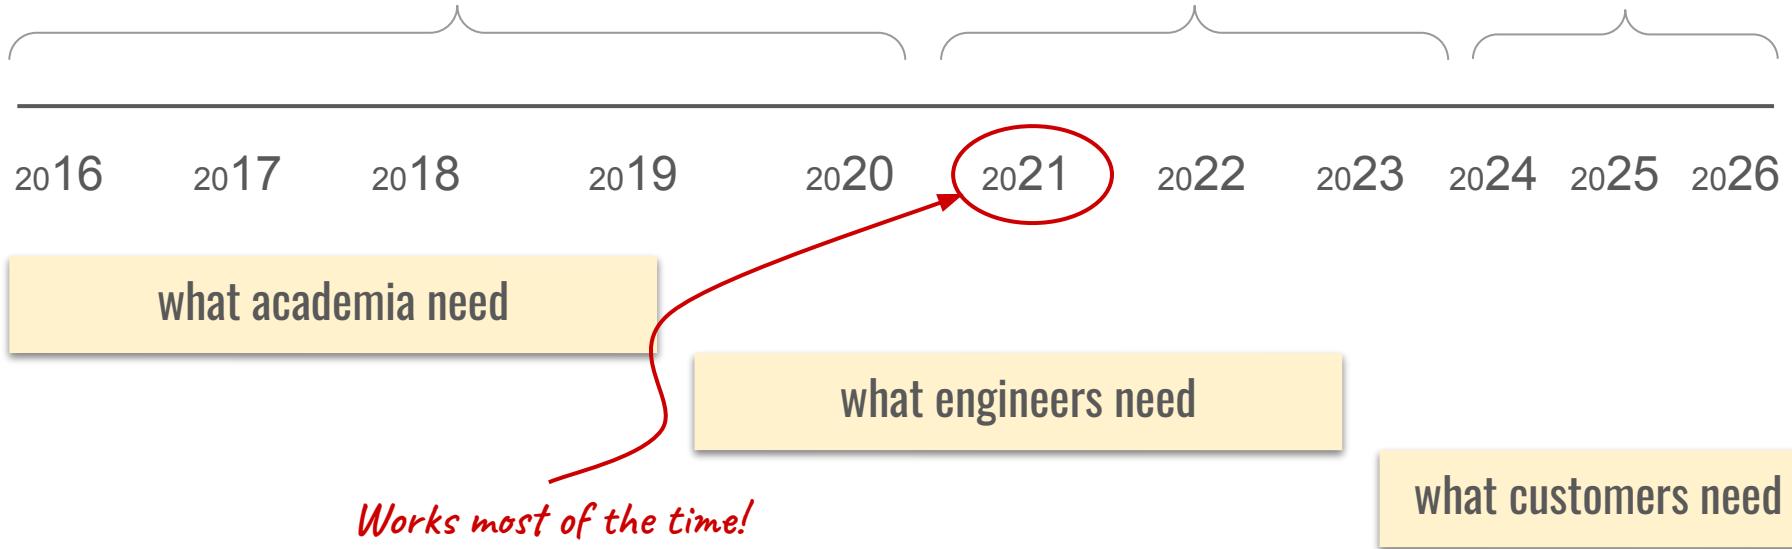 2016 2017 2018 2019 2020 2021 2022 2023 2024 2025 2026
what academia need
what engineers need
what customers need
Works most of the time!